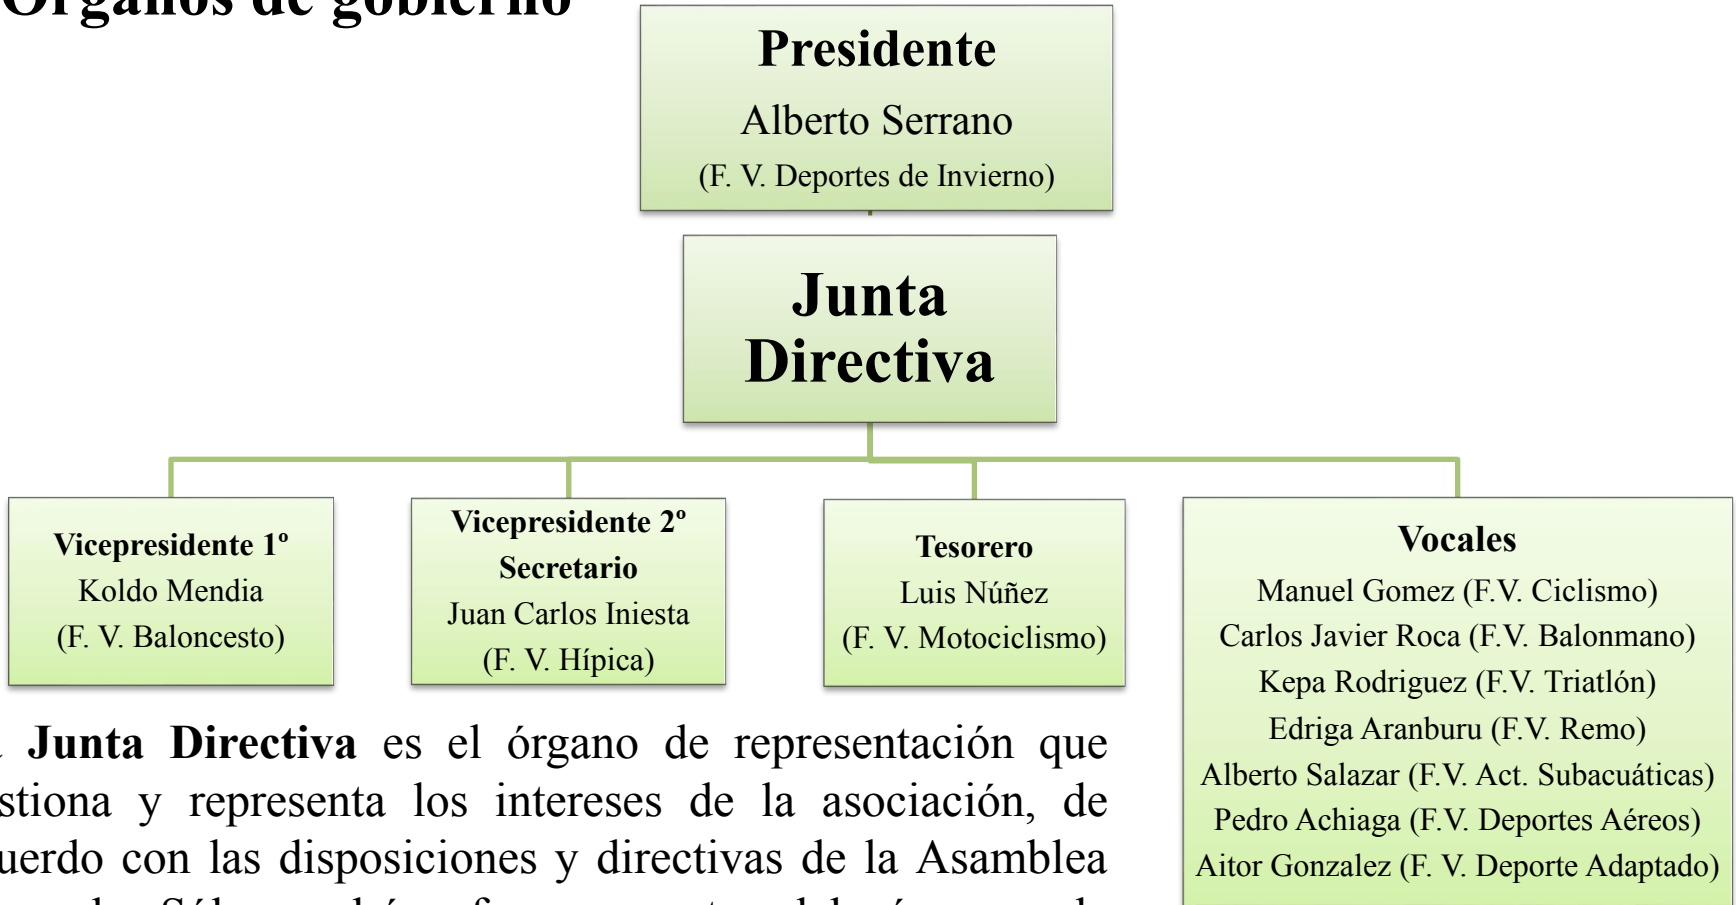 Órganos de gobierno
Presidente
Alberto Serrano
(F. V. Deportes de Invierno)
Junta
Directiva
Vicepresidente 1º
Koldo Mendia
(F. V. Baloncesto)
Vicepresidente 2º
Secretario
Juan Carlos Iniesta
(F. V. Hípica)
Tesorero
Luis Núñez
(F. V. Motociclismo)
Vocales
Manuel Gomez (F.V. Ciclismo)
Carlos Javier Roca (F.V. Balonmano)
Kepa Rodriguez (F.V. Triatlón)
Edriga Aranburu (F.V. Remo)
Alberto Salazar (F.V. Act. Subacuáticas)
Pedro Achiaga (F.V. Deportes Aéreos)
Aitor Gonzalez (F. V. Deporte Adaptado)
Junta Directiva es el órgano de representación que
stiona y representa los intereses de la asociación, de
uerdo con las disposiciones y directivas de la Asamblea